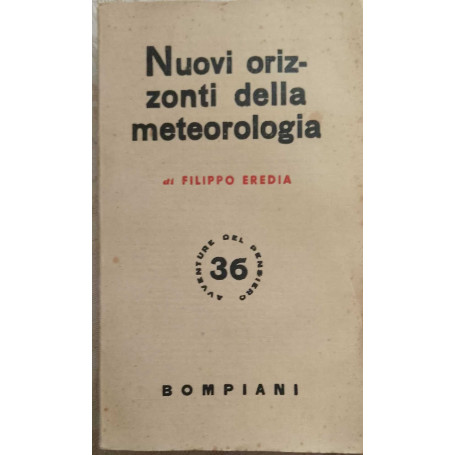 Nuovi oriz-
zonti della
meteorologia
di FILIPPO EREDIA
AVVENTURE DEL PENSIERO
36
BOMPIANI